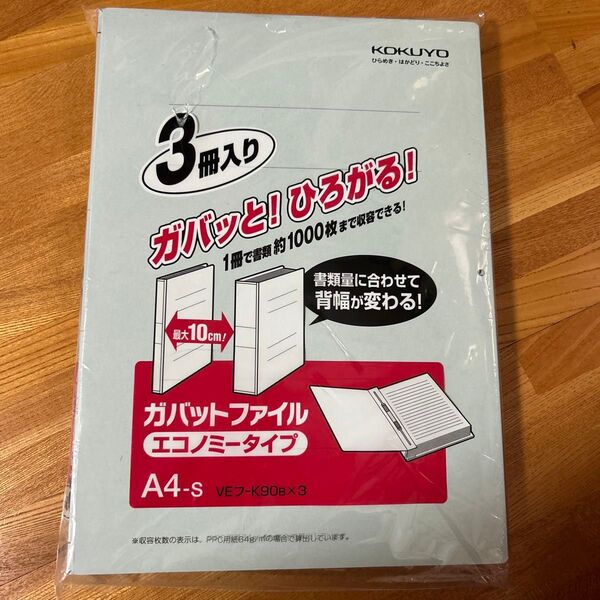 KOKUYO
ひらめき・はかどり・ここちよさ
3冊入り
ガバッと!ひろがる!
1冊で書類約1000枚まで収容できる!
書類量に合わせて
背幅が変わる!
最大10cm!
ガバットファイル
エコノミータイプ
A4-S VEフ-K90B×3
※収容枚数の表示は、PPC用紙64g/㎡の場合で算出しています。